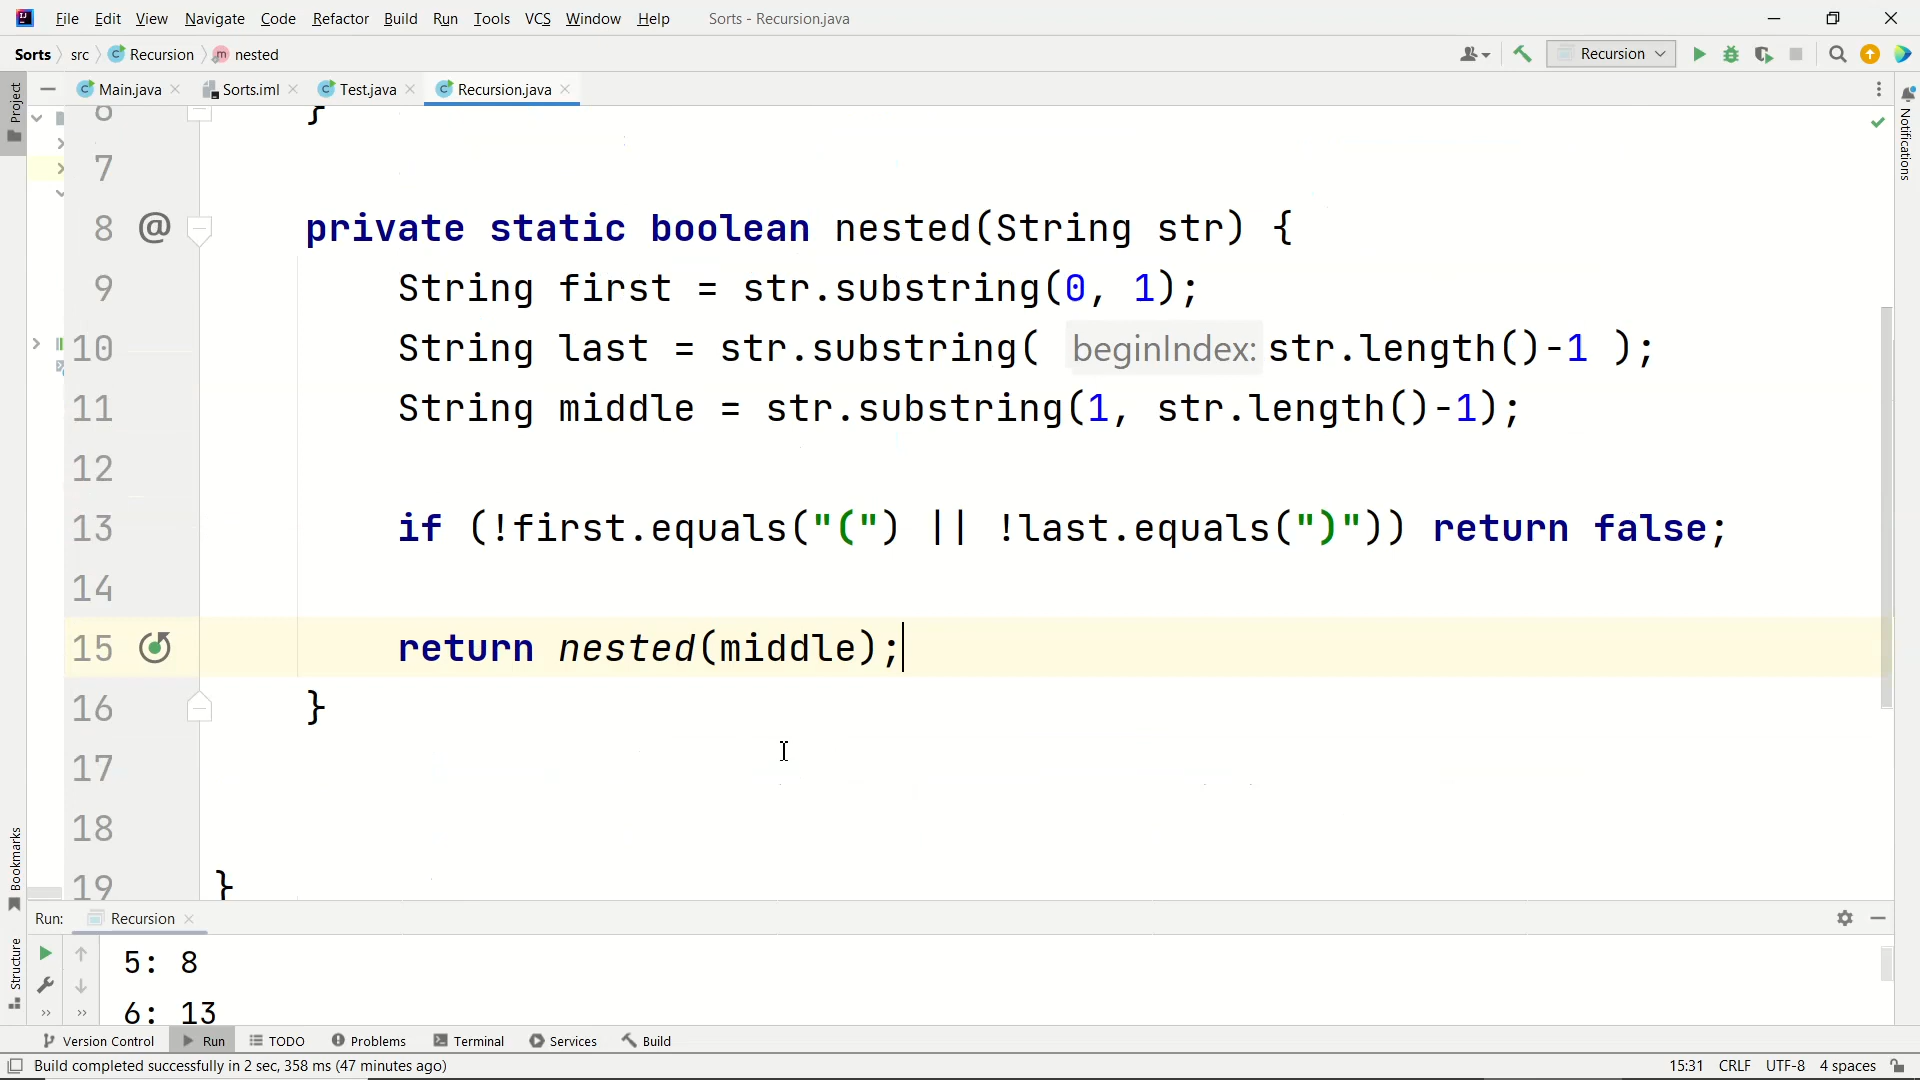 File Edit View Navigate Code Refactor Build Run Tools VCS Window Help Sorts - Recursion.java
Sorts src Recursion nested Recursion
Main.java Sorts.iml Test.java Recursion.java
Project
Notifications
6 }
7
8 @ private static boolean nested(String str) {
9 String first = str.substring(0, 1);
10 String last = str.substring( beginIndex: str.length()-1 );
11 String middle = str.substring(1, str.length()-1);
12
13 if (!first.equals("(") || !last.equals(")")) return false;
14
15 return nested(middle);
16 }
17
18
19 }
Bookmarks
Structure
Run: Recursion
5: 8
6: 13
Version Control Run TODO Problems Terminal Services Build
Build completed successfully in 2 sec, 358 ms (47 minutes ago) 15:31 CRLF UTF-8 4 spaces